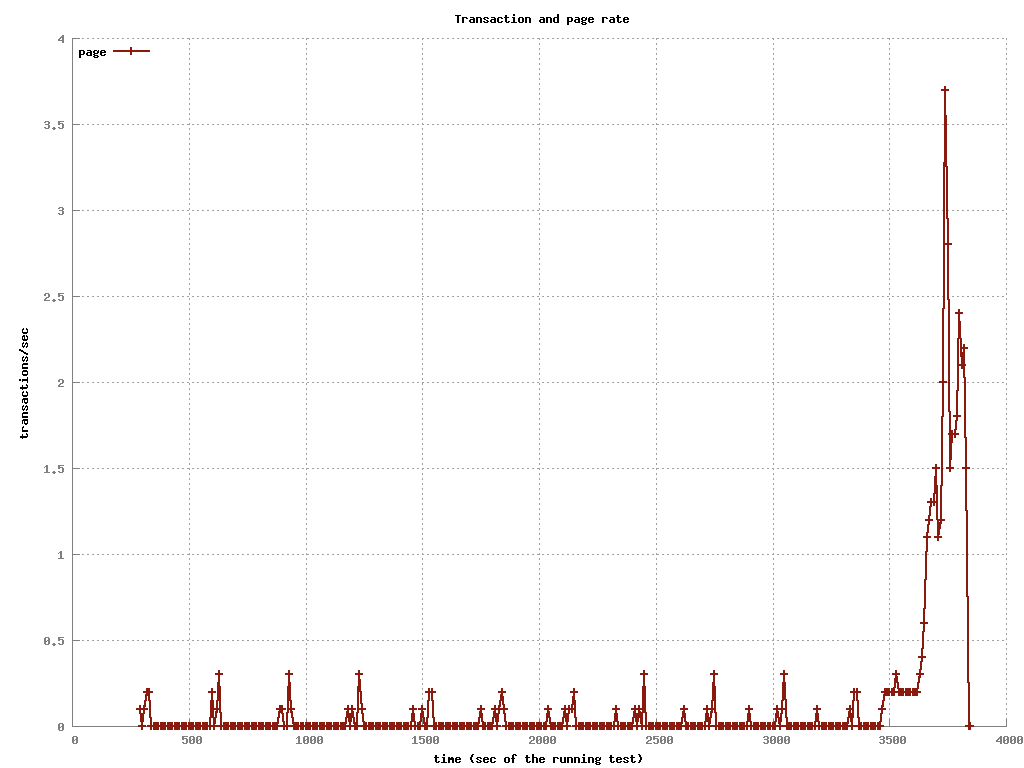 Transaction and page rate
page
4
3.5
3
2.5
2
1.5
1
0.5
0
transactions/sec
0 500 1000 1500 2000 2500 3000 3500 4000
time (sec of the running test)